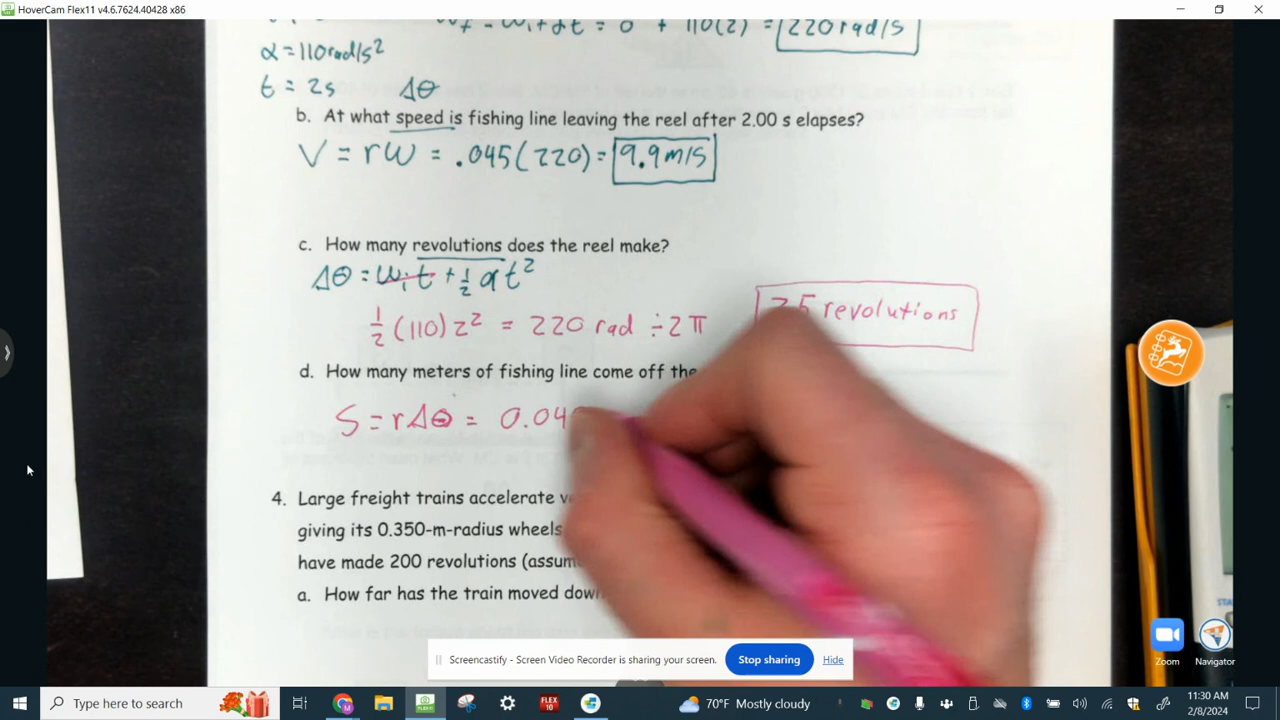 HoverCam Flex11 v4.6.7624.40428 x86
ωf = ωi+αt = 0 + 110(2) = 220 rad/s
α = 110 rad/s²
t = 2s Δθ
b. At what speed is fishing line leaving the reel after 2.00 s elapses?
V = rω = .045(220) = 9.9 m/s
c. How many revolutions does the reel make?
Δθ = ωit + 1/2 αt²
1/2 (110) 2² = 220 rad ÷ 2π
35 revolutions
d. How many meters of fishing line come off the
S = rΔθ = 0.04
4. Large freight trains accelerate
giving its 0.350-m-radius wheels
have made 200 revolutions
a. How far has the train moved
Screencastify - Screen Video Recorder is sharing your screen. Stop sharing Hide
Zoom Navigator
Type here to search
FLEX 10
70°F Mostly cloudy
11:30 AM
2/8/2024